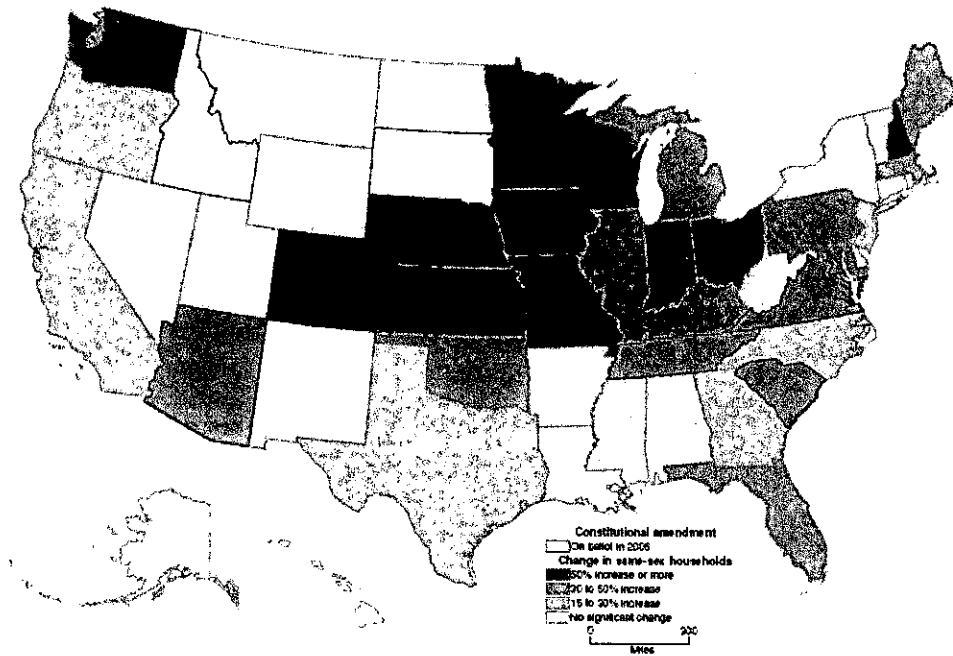 Constitutional amendment
On ballot in 2006
Change in same-sex households
50% increase or more
30 to 50% increase
15 to 30% increase
No significant change
0 300
Miles